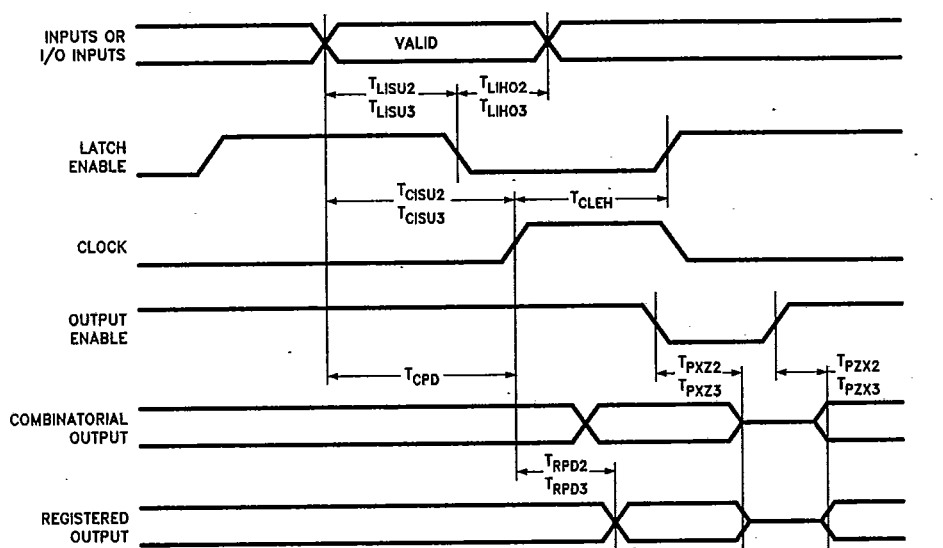 INPUTS OR
I/O INPUTS
VALID
TLISU2
TLISU3
TLIHO2
TLIHO3
LATCH
ENABLE
TCISU2
TCISU3
TCLEH
CLOCK
OUTPUT
ENABLE
TCPD
TPXZ2
TPXZ3
TPZX2
TPZX3
COMBINATORIAL
OUTPUT
TRPD2
TRPD3
REGISTERED
OUTPUT